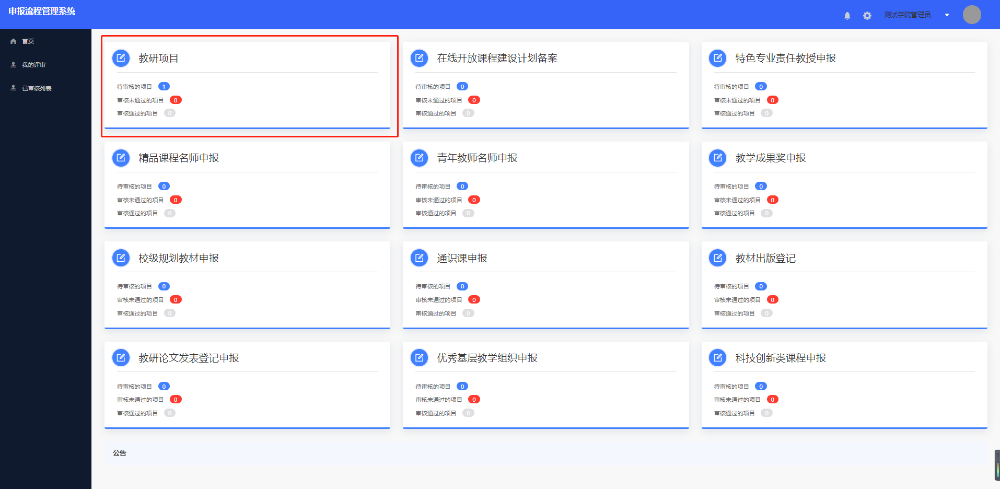 申报流程管理系统
测试学院管理员
首页
我的评审
已审核列表
教研项目
待审核的项目 1
审核未通过的项目 0
审核通过的项目 0
在线开放课程建设计划备案
待审核的项目 0
审核未通过的项目 0
审核通过的项目 0
特色专业责任教授申报
待审核的项目 0
审核未通过的项目 0
审核通过的项目 0
精品课程名师申报
待审核的项目 0
审核未通过的项目 0
审核通过的项目 0
青年教师名师申报
待审核的项目 0
审核未通过的项目 0
审核通过的项目 0
教学成果奖申报
待审核的项目 0
审核未通过的项目 0
审核通过的项目 0
校级规划教材申报
待审核的项目 0
审核未通过的项目 0
审核通过的项目 0
通识课申报
待审核的项目 0
审核未通过的项目 0
审核通过的项目 0
教材出版登记
待审核的项目 0
审核未通过的项目 0
审核通过的项目 0
教研论文发表登记申报
待审核的项目 0
审核未通过的项目 0
审核通过的项目 0
优秀基层教学组织申报
待审核的项目 0
审核未通过的项目 0
审核通过的项目 0
科技创新类课程申报
待审核的项目 0
审核未通过的项目 0
审核通过的项目 0
公告